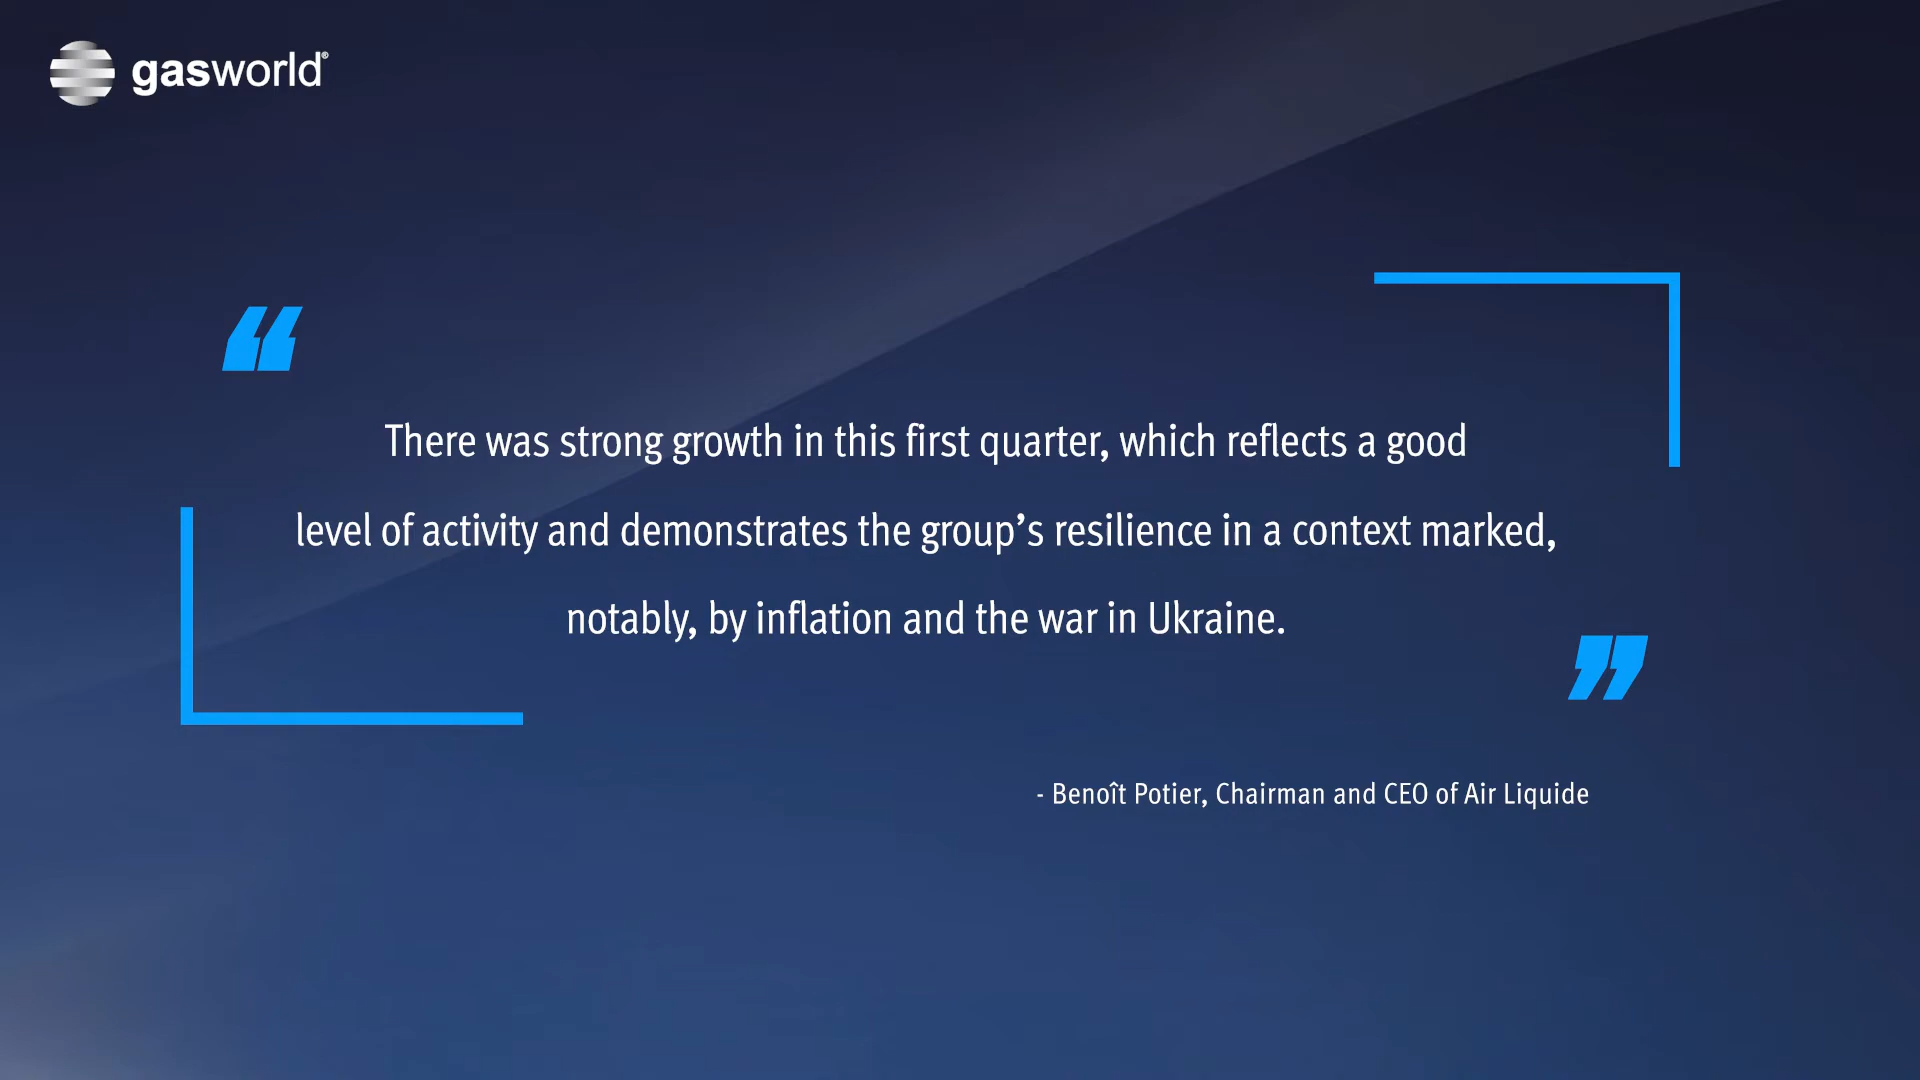 gasworld®
“
There was strong growth in this first quarter, which reflects a good
level of activity and demonstrates the group’s resilience in a context marked,
notably, by inflation and the war in Ukraine.
”
- Benoît Potier, Chairman and CEO of Air Liquide